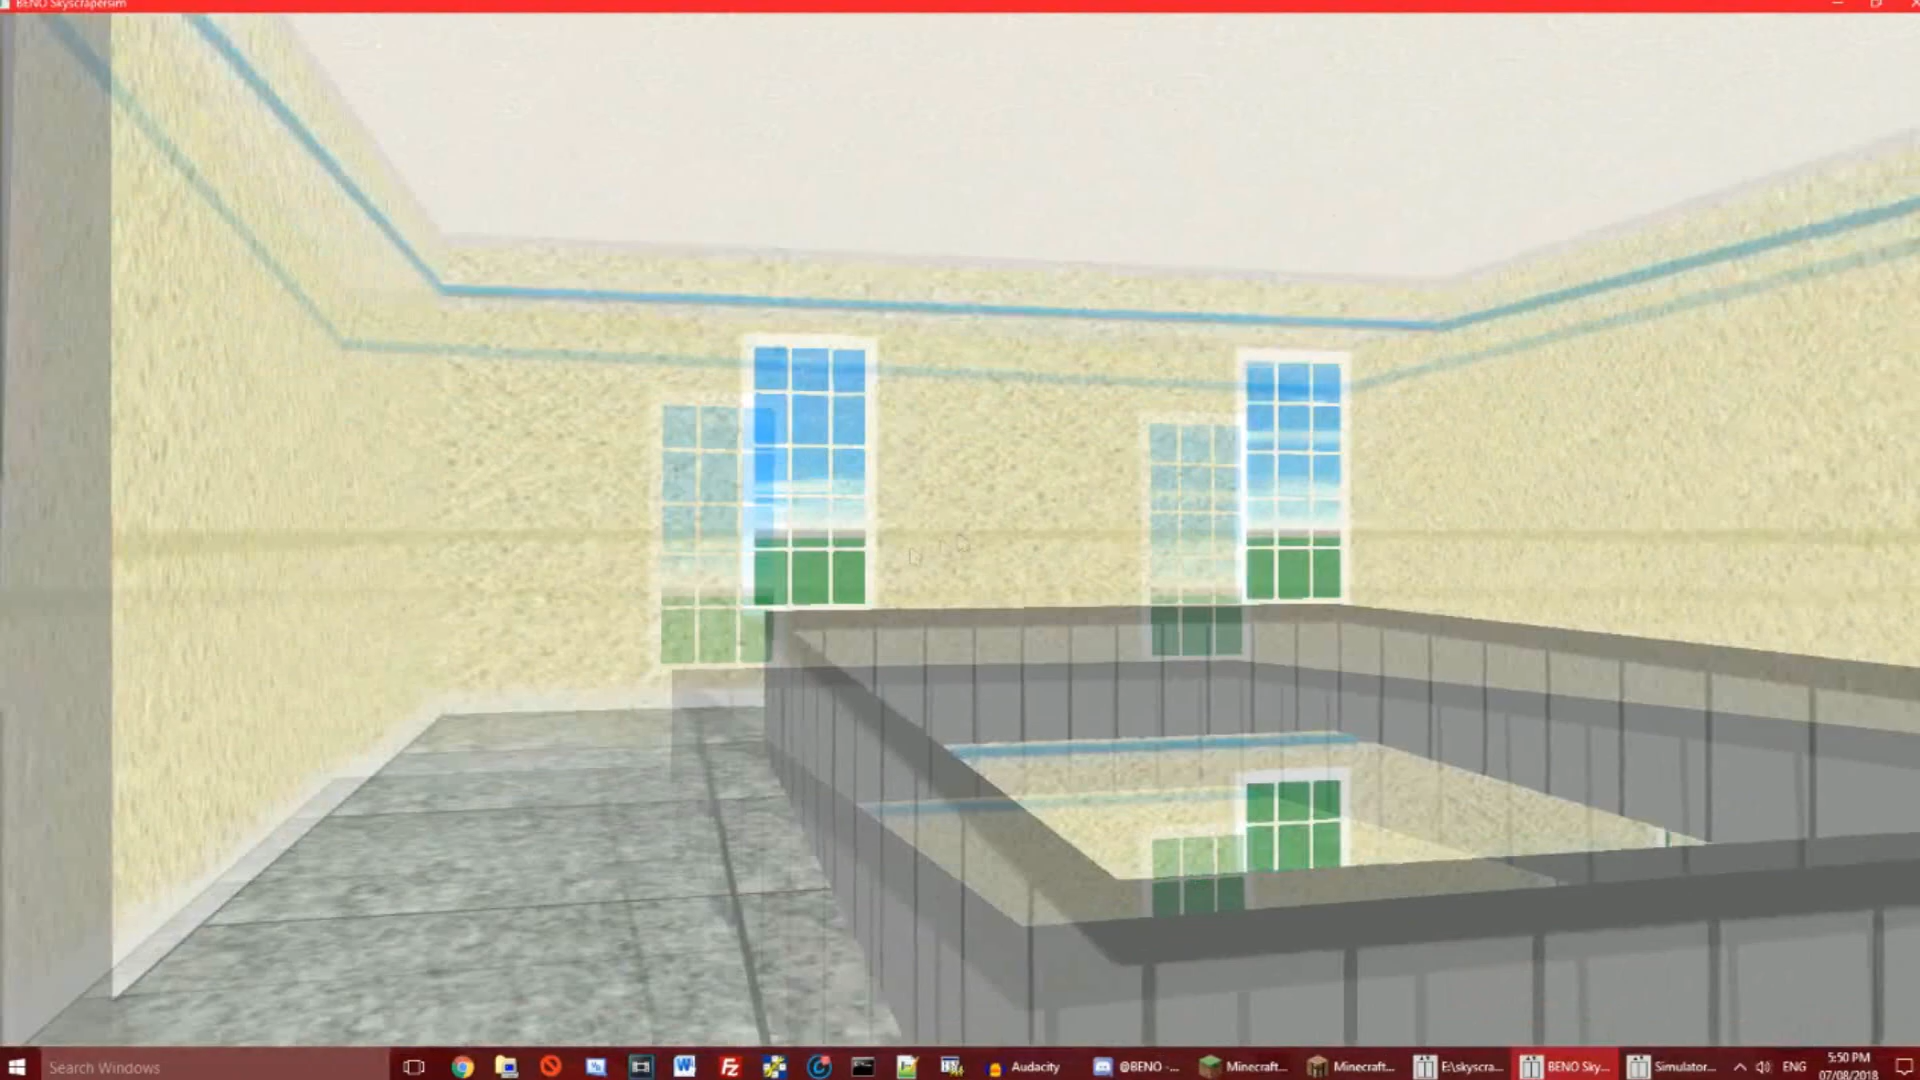 BENO Skyscrapersim
Search Windows
Audacity
@BENO -...
Minecraft...
Minecraft...
E:\skyscra...
BENO Sky...
Simulator...
ENG
5:50 PM
07/08/2018